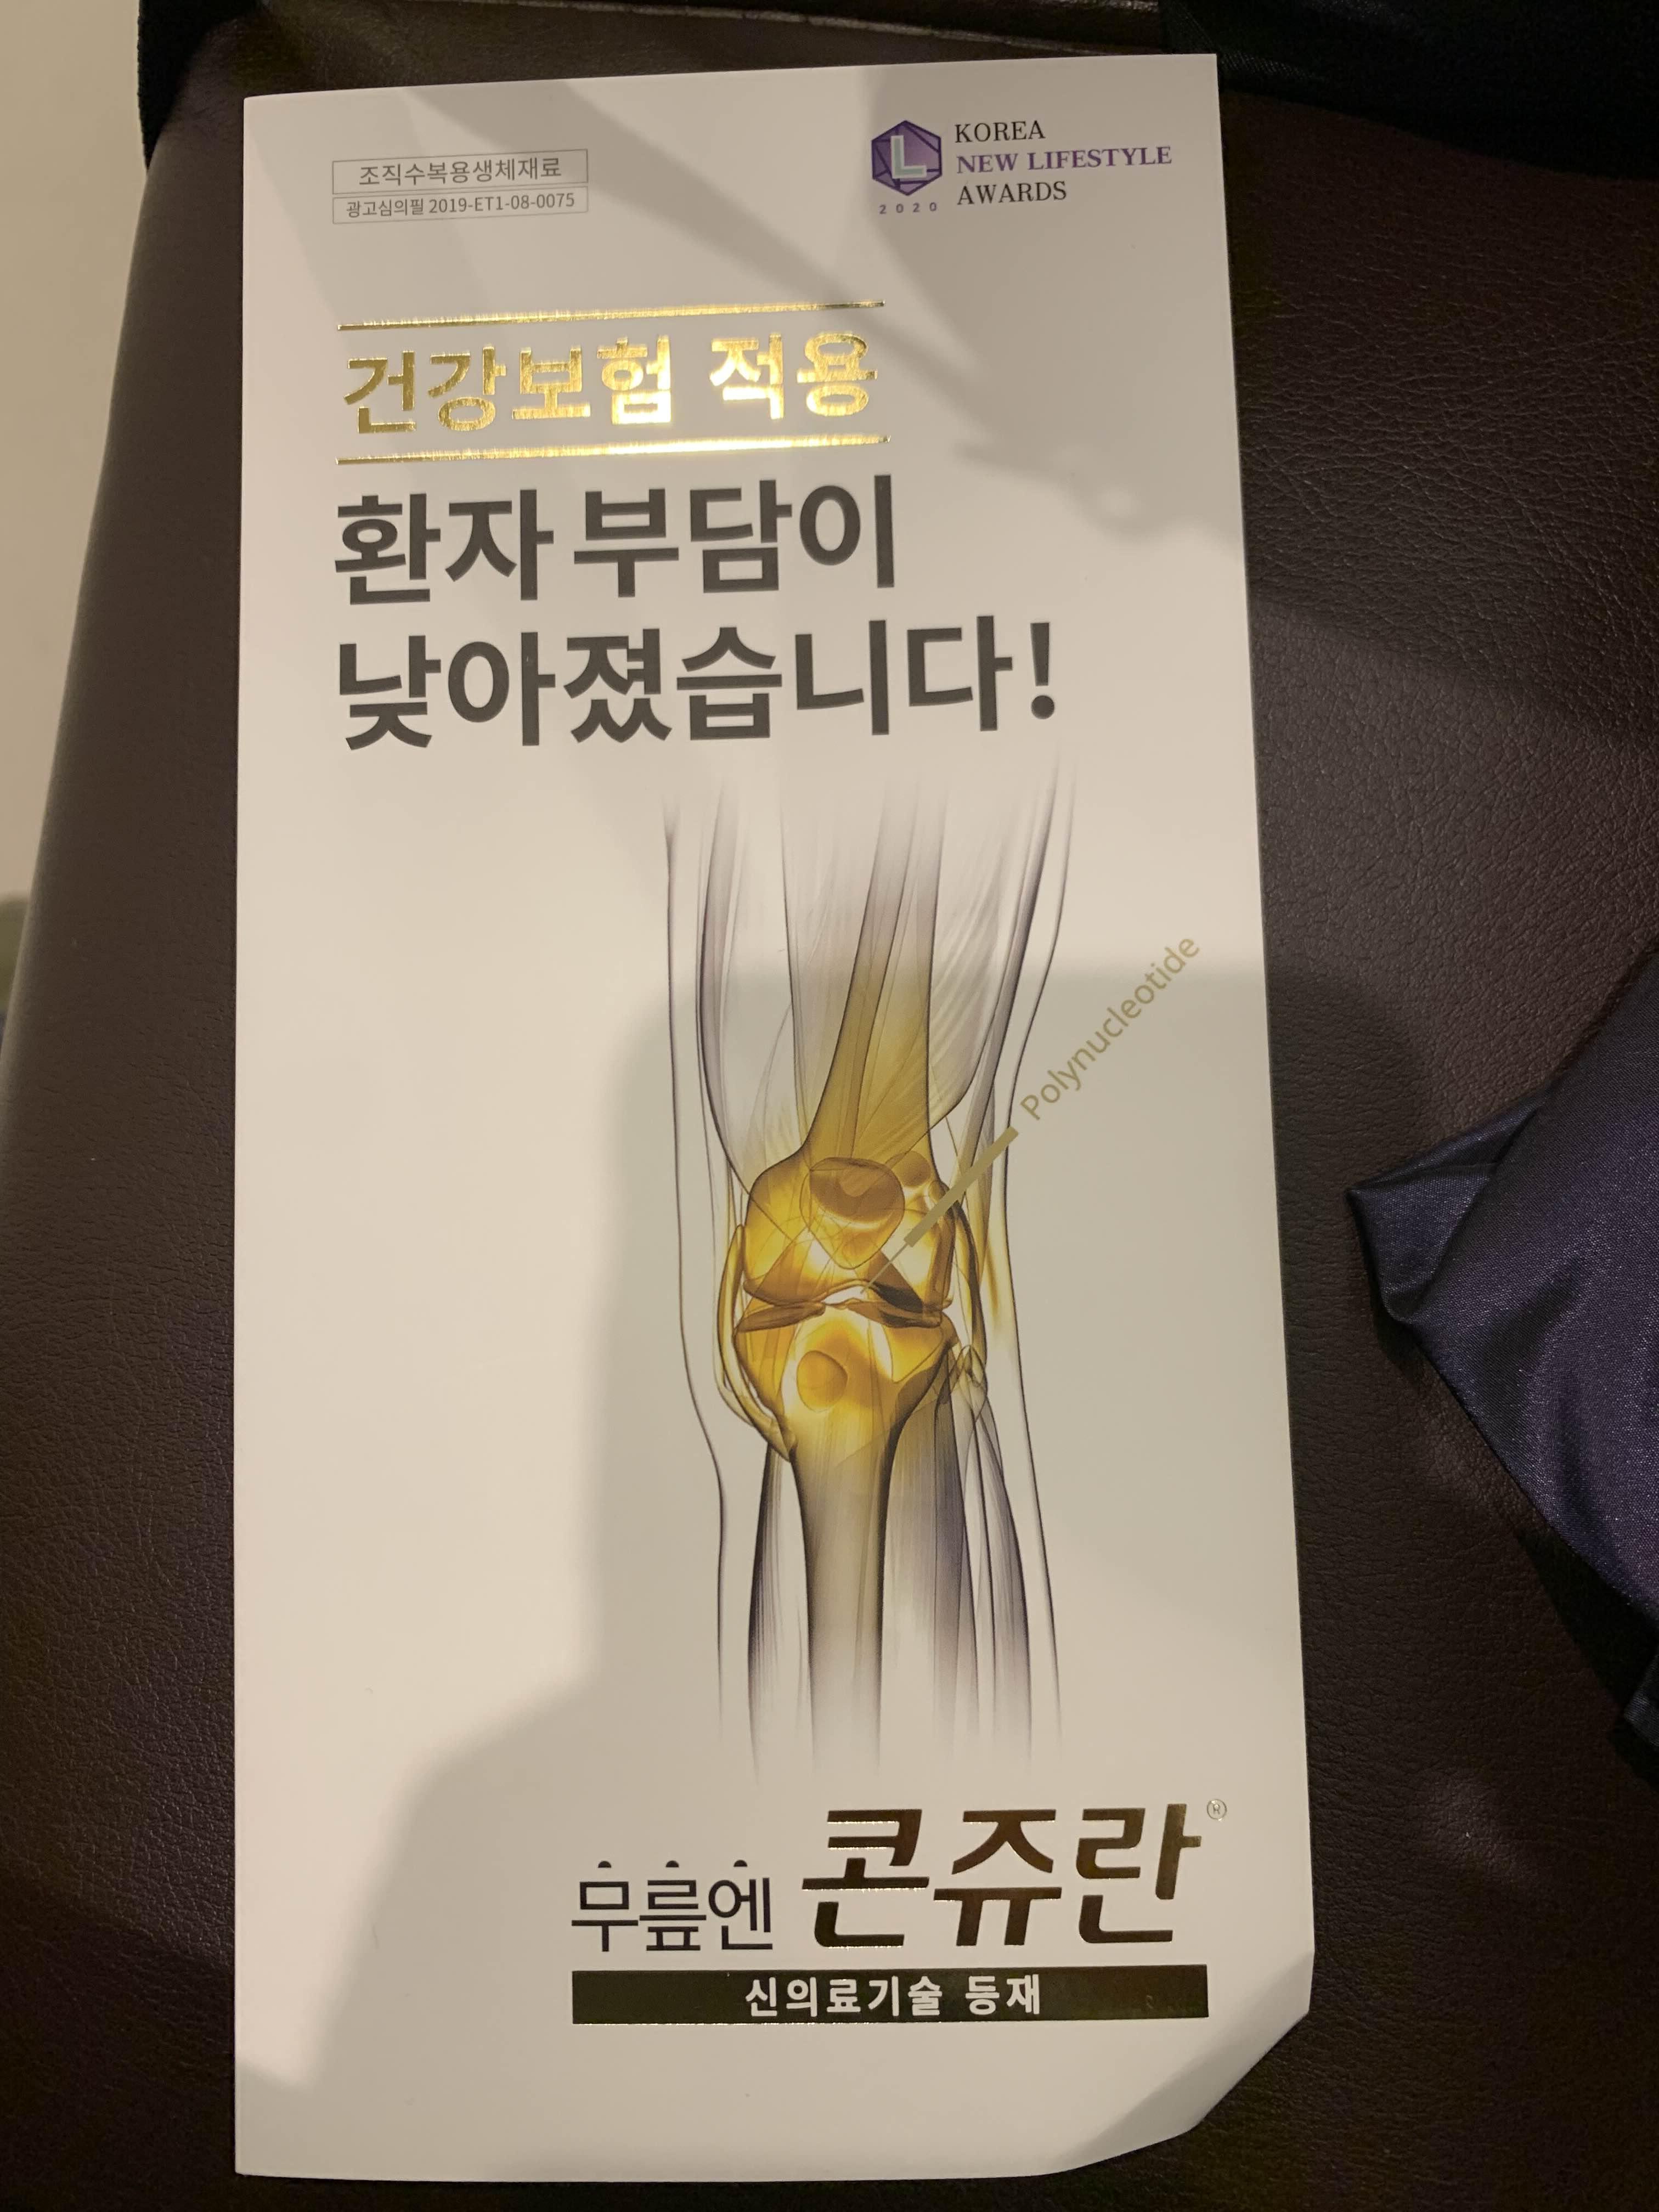 조직수복용생체재료
광고심의필 2019-ET1-08-0075
L
2020
KOREA
NEW LIFESTYLE
AWARDS
건강보험 적용
환자 부담이
낮아졌습니다!
Polynucleotide
무릎엔 콘쥬란®
신의료기술 등재